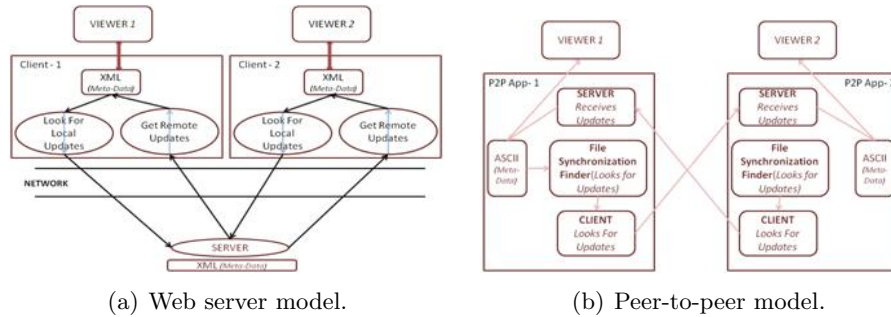 VIEWER 1
VIEWER 2
Client - 1
XML
(Meta-Data)
Look For
Local
Updates
Get Remote
Updates
Client - 2
XML
(Meta-Data)
Look For
Local
Updates
Get Remote
Updates
NETWORK
SERVER
XML (Meta-Data)
(a) Web server model.
VIEWER 1
VIEWER 2
P2P App- 1
SERVER
Receives
Updates
ASCII
(Meta-
Data)
File
Synchronization
Finder(Looks for
Updates)
CLIENT
Looks For
Updates
P2P App-
SERVER
Receives
Updates
File
Synchronization
Finder(Looks for
Updates)
ASCII
(Meta-
Data)
CLIENT
Looks For
Updates
(b) Peer-to-peer model.